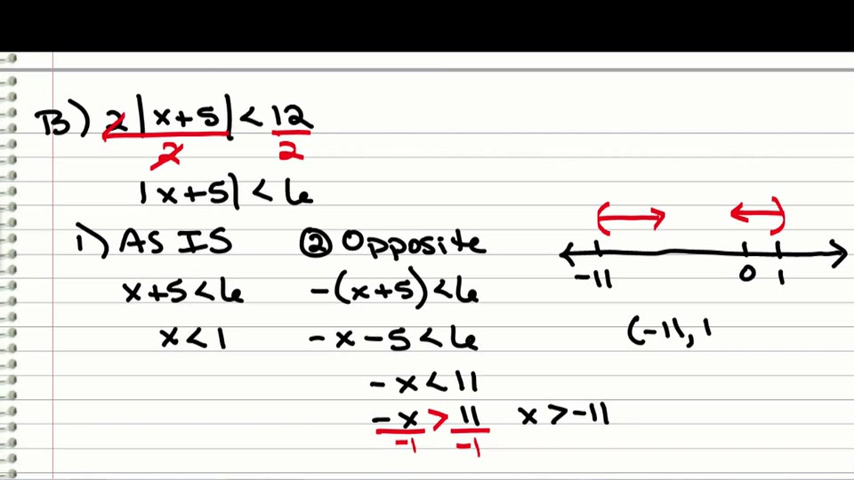 B) 2|x+5| < 12
2 2
|x+5| < 6
1) AS IS
x+5 < 6
x < 1
② Opposite
-(x+5) < 6
-x-5 < 6
-x < 11
-x > 11
-1 -1
x > -11
( → ← )
-11 0 1
(-11, 1